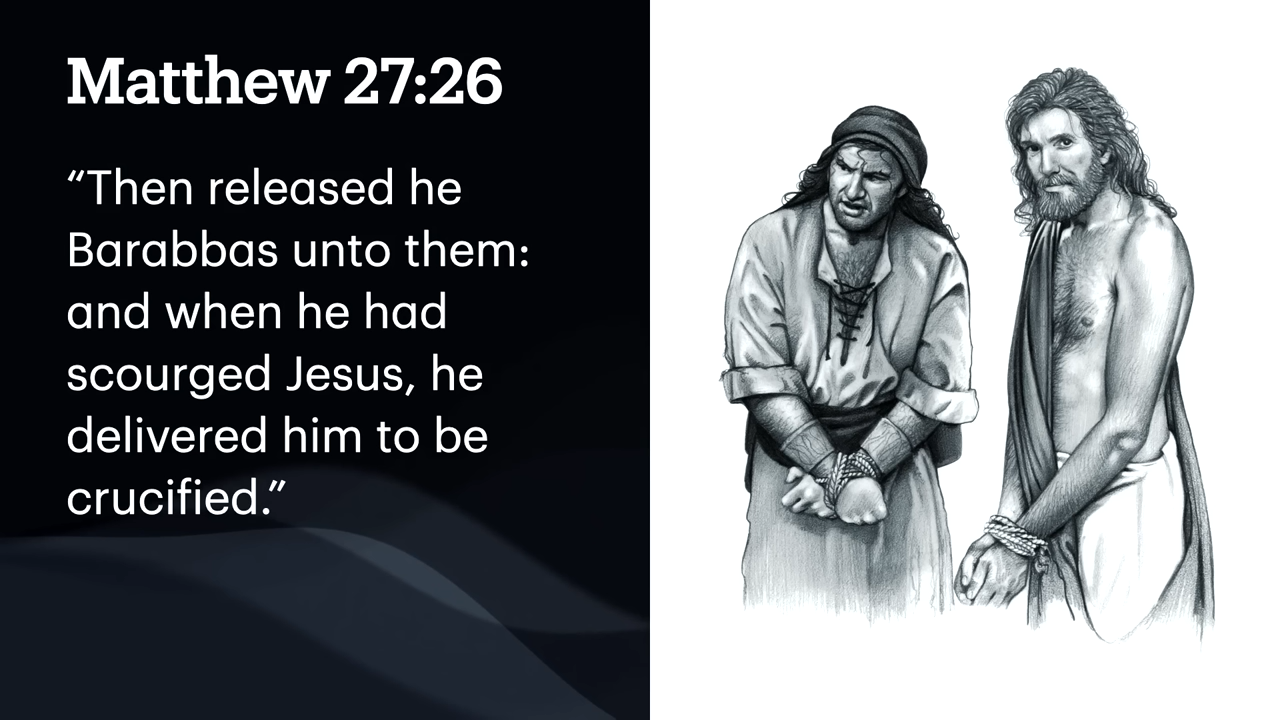 Matthew 27:26
“Then released he
Barabbas unto them:
and when he had
scourged Jesus, he
delivered him to be
crucified.”